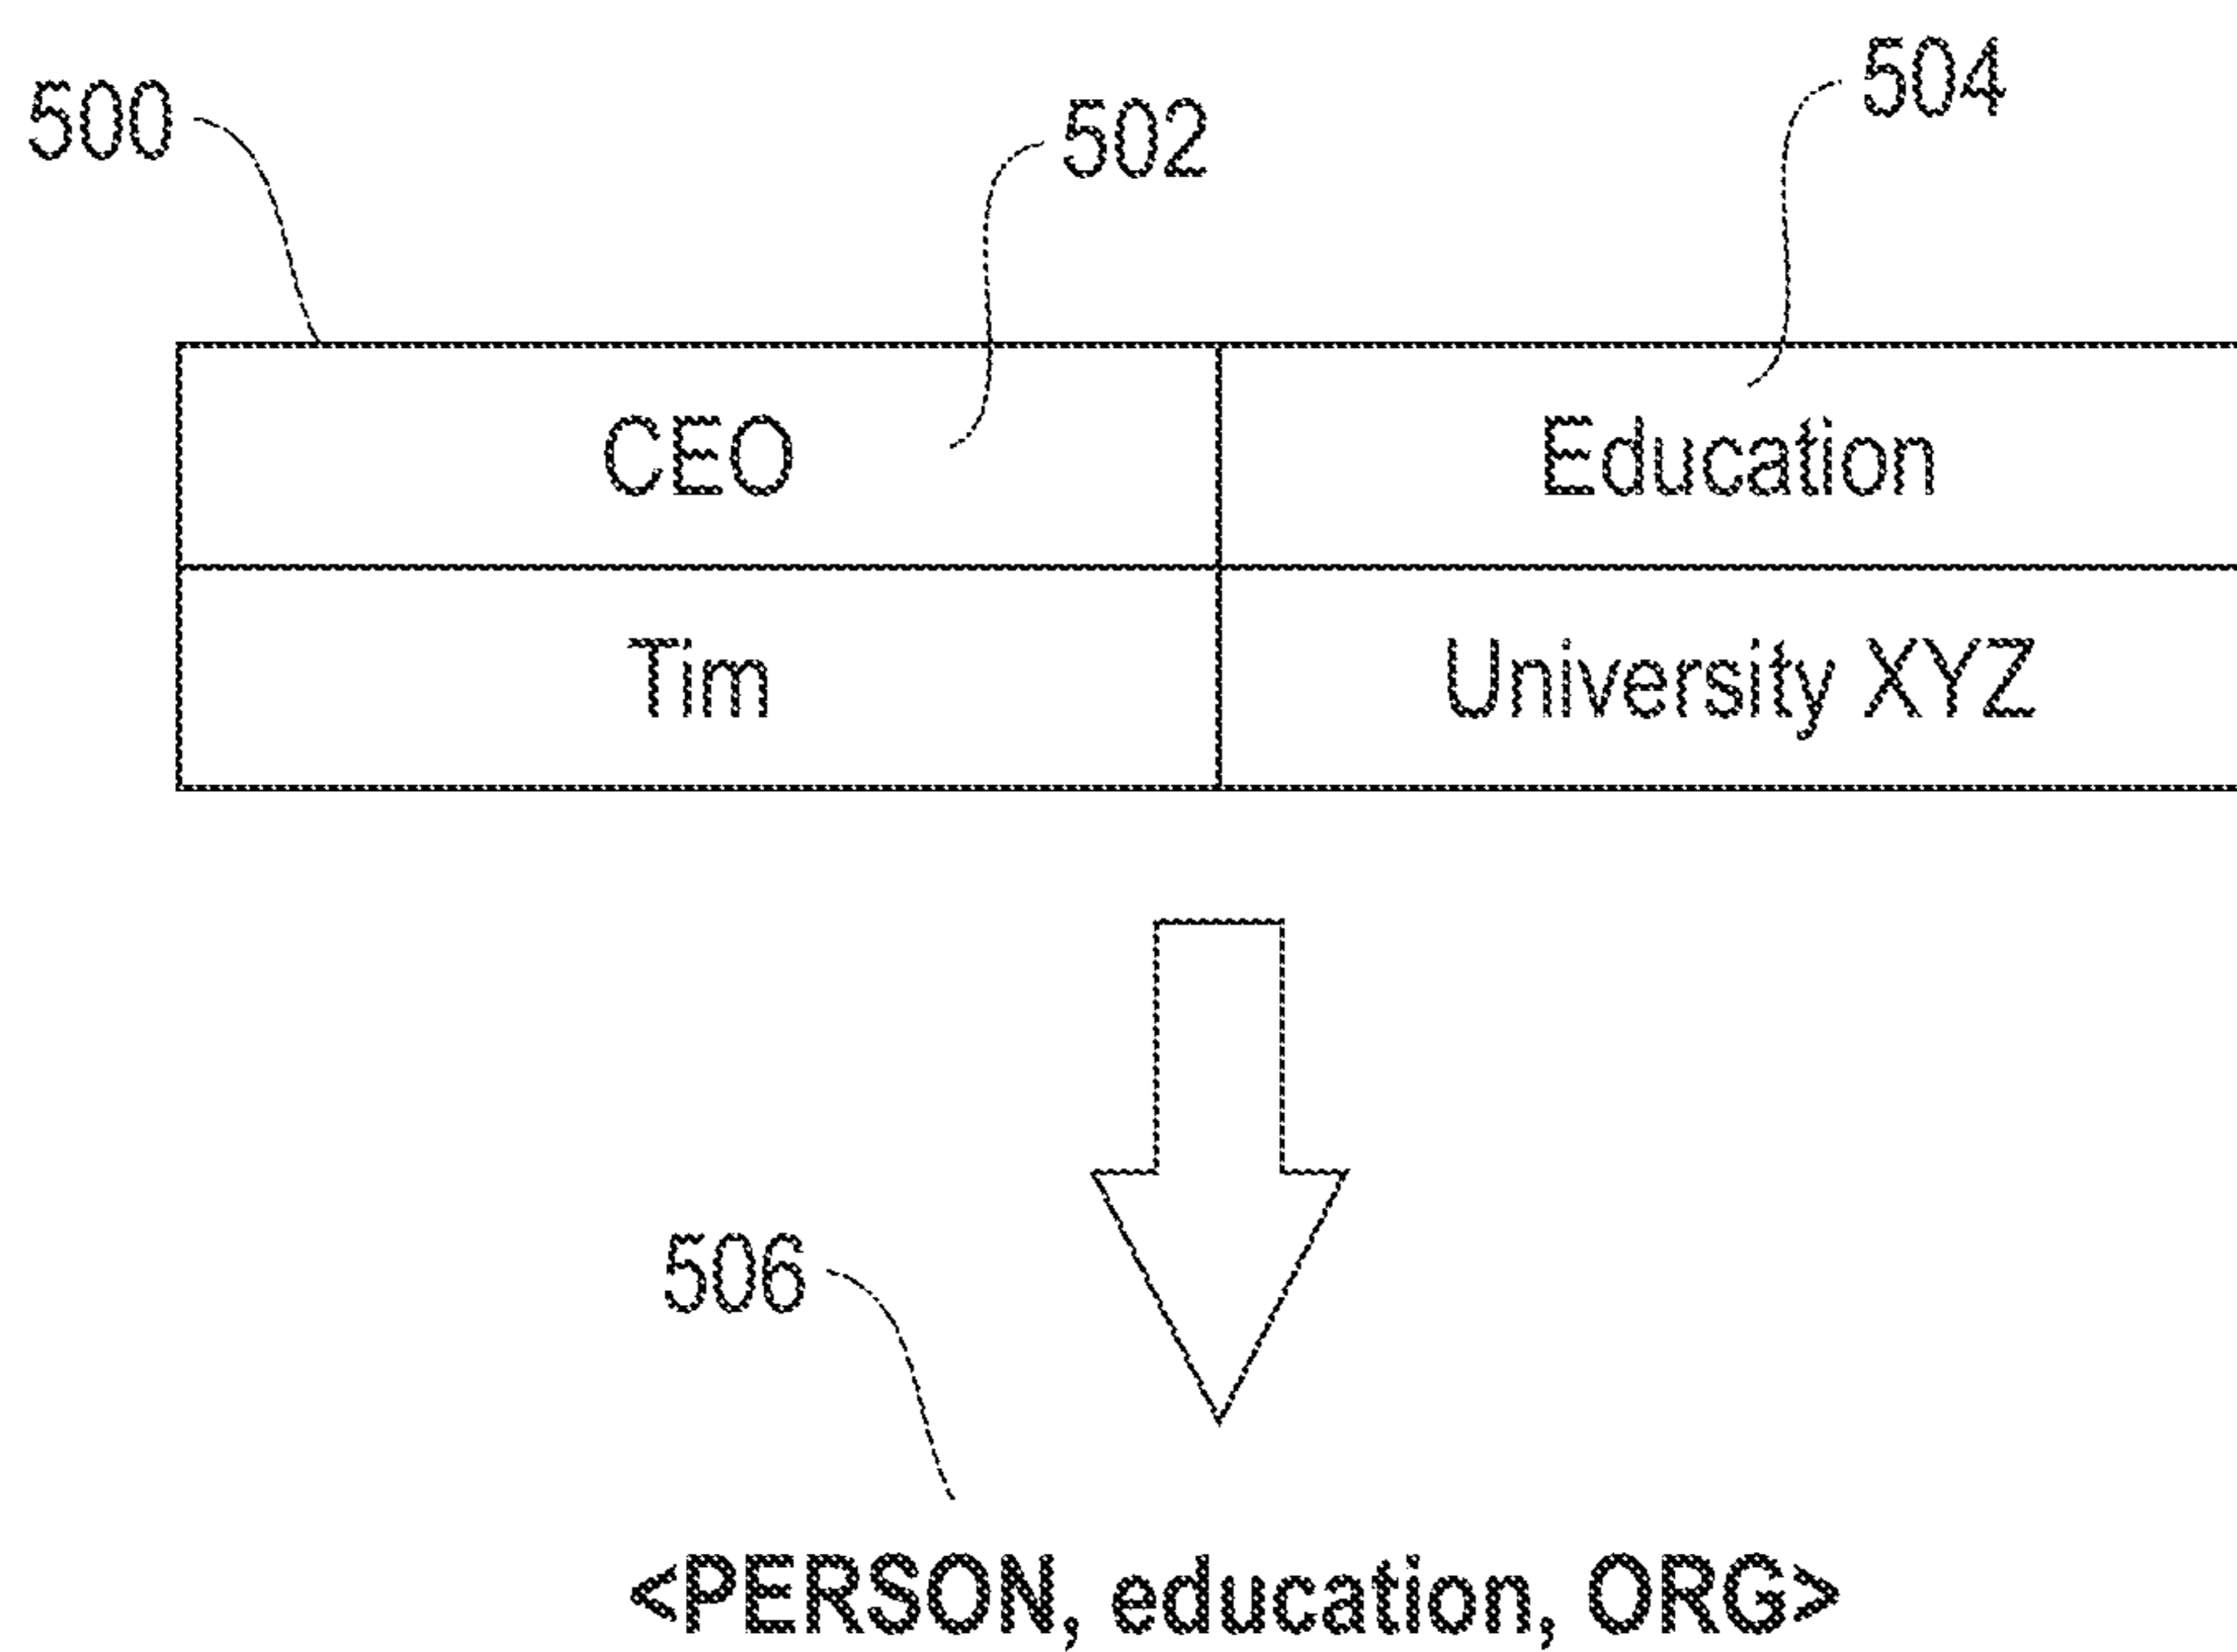 504
500
502
CEO Education
Tim University XYZ
506
<PERSON, education, ORG>